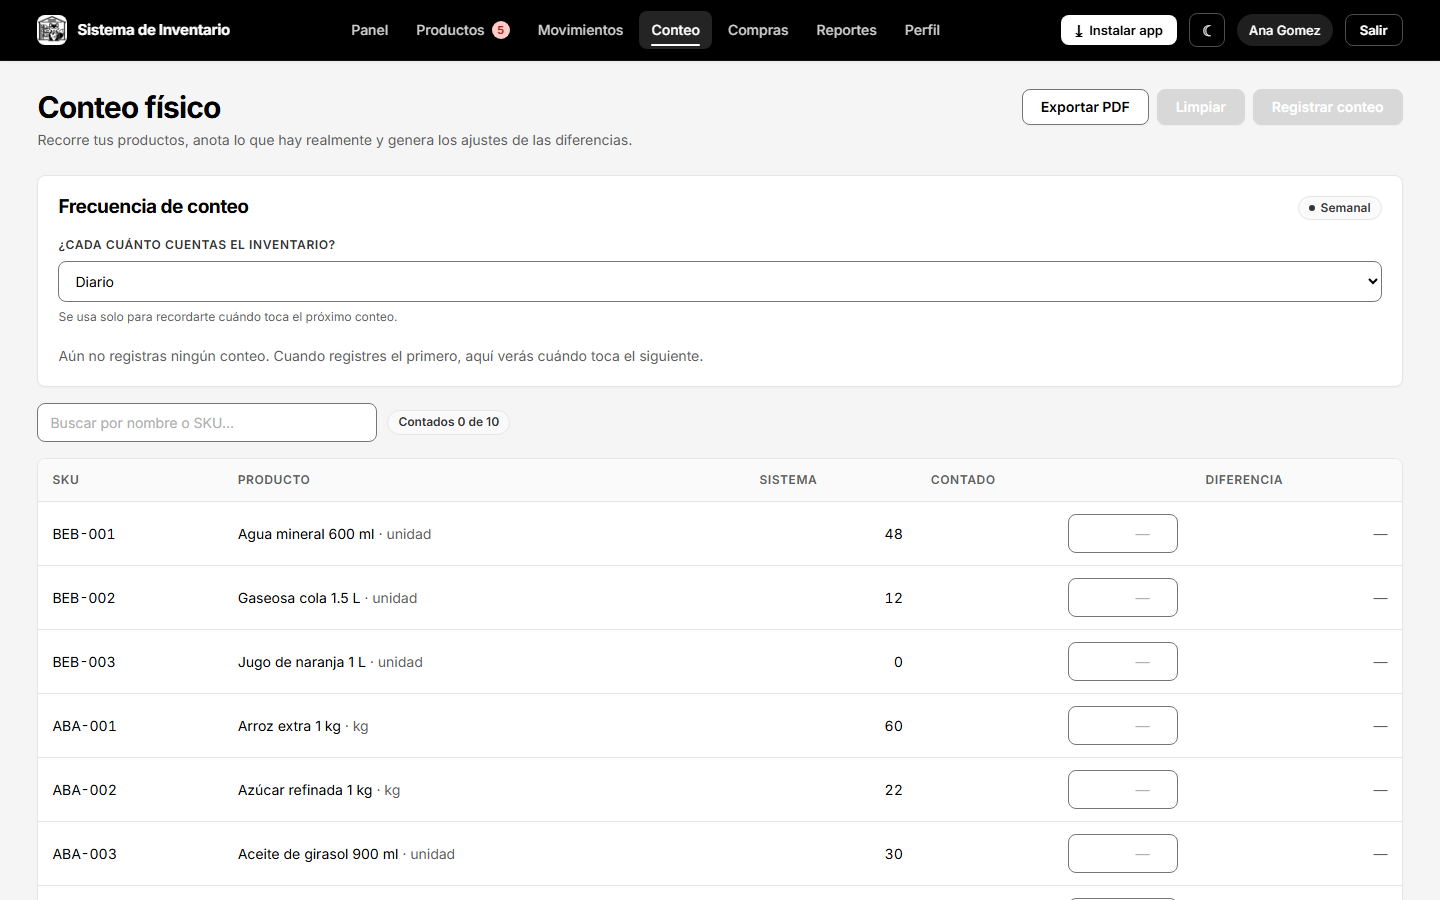 Sistema de Inventario
Panel
Productos 5
Movimientos
Conteo
Compras
Reportes
Perfil
Instalar app
Ana Gomez
Salir
Conteo físico
Recorre tus productos, anota lo que hay realmente y genera los ajustes de las diferencias.
Exportar PDF
Limpiar
Registrar conteo
Frecuencia de conteo
Semanal
¿CADA CUÁNTO CUENTAS EL INVENTARIO?
Diario
Se usa solo para recordarte cuándo toca el próximo conteo.
Aún no registras ningún conteo. Cuando registres el primero, aquí verás cuándo toca el siguiente.
Buscar por nombre o SKU...
Contados 0 de 10
SKU PRODUCTO SISTEMA CONTADO DIFERENCIA
BEB-001 Agua mineral 600 ml · unidad 48 — —
BEB-002 Gaseosa cola 1.5 L · unidad 12 — —
BEB-003 Jugo de naranja 1 L · unidad 0 — —
ABA-001 Arroz extra 1 kg · kg 60 — —
ABA-002 Azúcar refinada 1 kg · kg 22 — —
ABA-003 Aceite de girasol 900 ml · unidad 30 — —